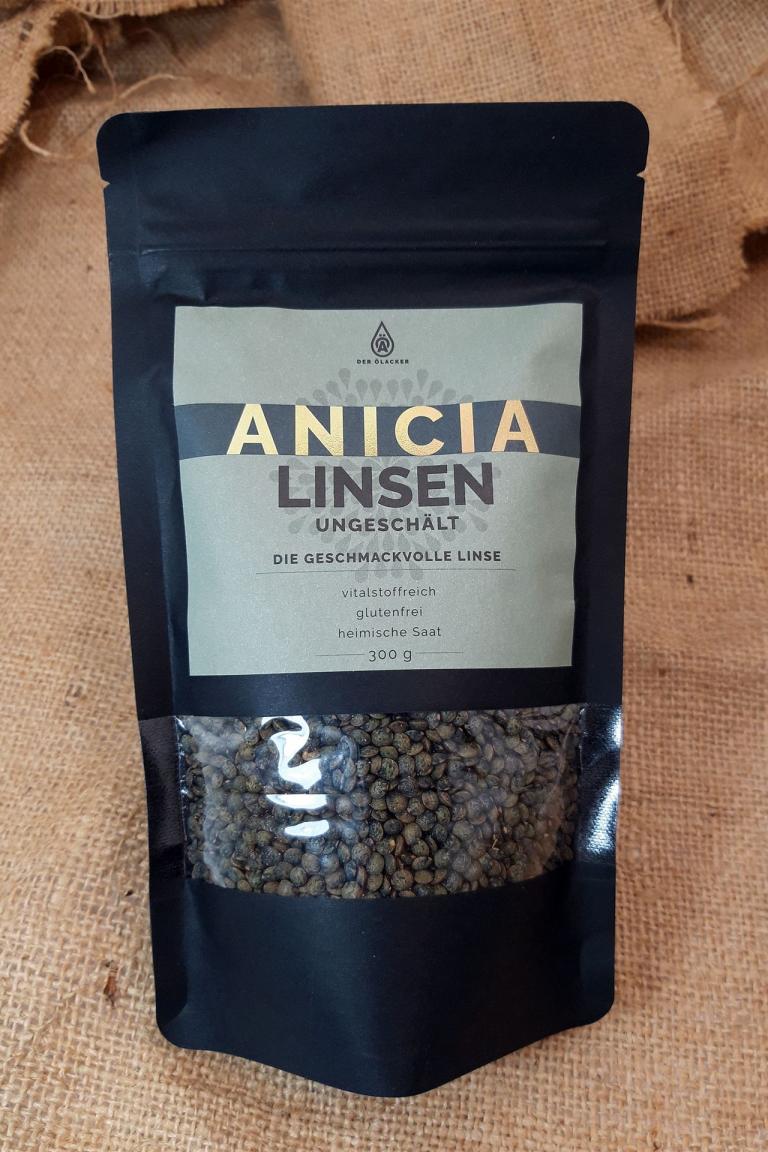 DER ÖLACKER
ANICIA
LINSEN
UNGESCHÄLT
DIE GESCHMACKVOLLE LINSE
vitalstoffreich
glutenfrei
heimische Saat
300 g